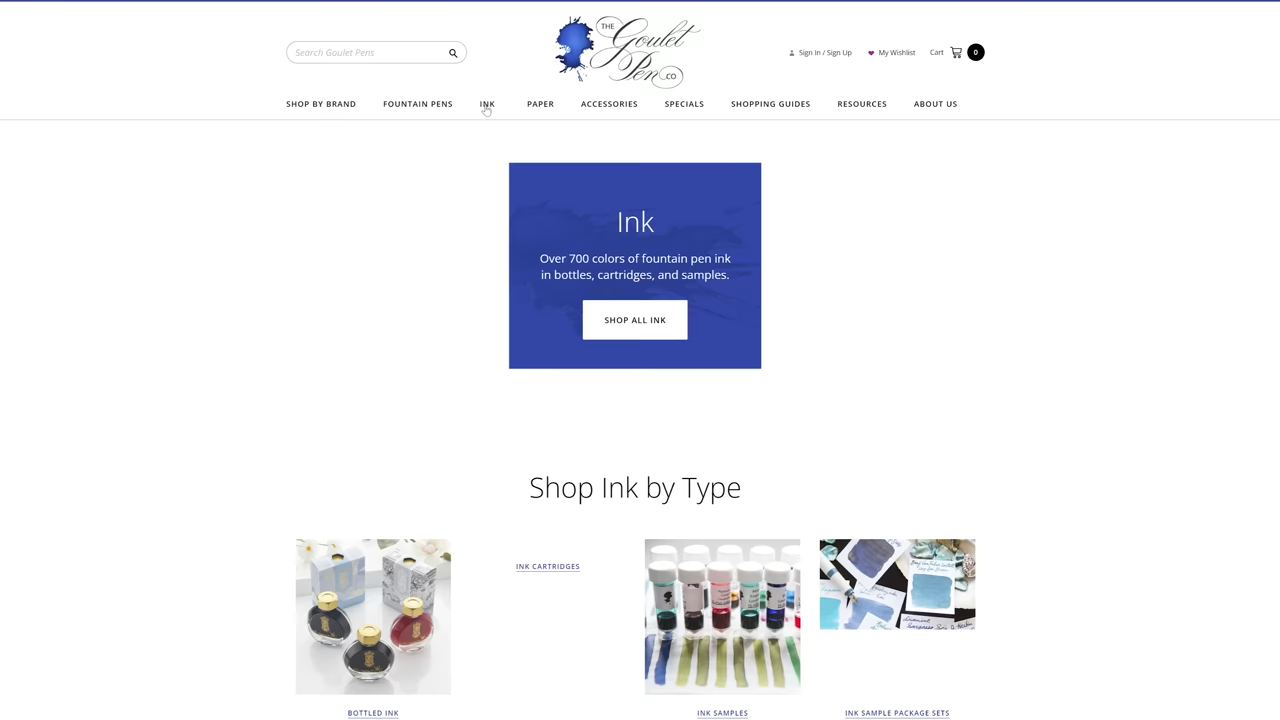 Search Goulet Pens
THE
Goulet
Pen co
Sign In / Sign Up
My Wishlist
Cart
0
SHOP BY BRAND
FOUNTAIN PENS
INK
PAPER
ACCESSORIES
SPECIALS
SHOPPING GUIDES
RESOURCES
ABOUT US
Ink
Over 700 colors of fountain pen ink
in bottles, cartridges, and samples.
SHOP ALL INK
Shop Ink by Type
BOTTLED INK
INK CARTRIDGES
INK SAMPLES
INK SAMPLE PACKAGE SETS